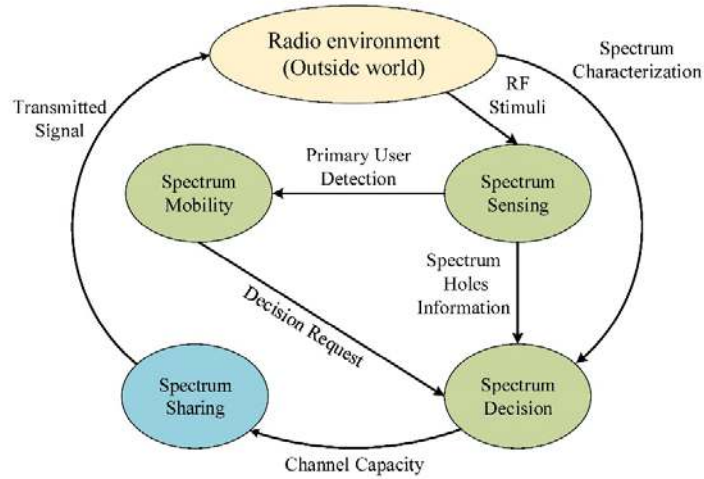 Radio environment
(Outside world)
Spectrum
Characterization
RF
Stimuli
Transmitted
Signal
Primary User
Detection
Spectrum
Mobility
Spectrum
Sensing
Spectrum
Holes
Information
Decision Request
Spectrum
Sharing
Spectrum
Decision
Channel Capacity